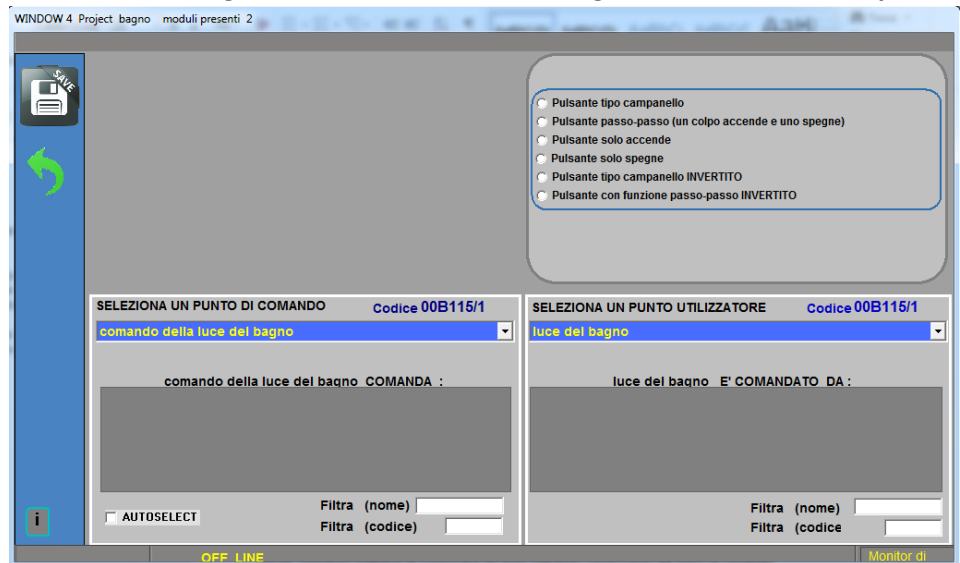 WINDOW 4 Project bagno moduli presenti 2
SAVE
Pulsante tipo campanello
Pulsante passo-passo (un colpo accende e uno spegne)
Pulsante solo accende
Pulsante solo spegne
Pulsante tipo campanello INVERTITO
Pulsante con funzione passo-passo INVERTITO
SELEZIONA UN PUNTO DI COMANDO Codice 00B115/1
comando della luce del bagno
comando della luce del bagno COMANDA :
AUTOSELECT
Filtra (nome)
Filtra (codice)
SELEZIONA UN PUNTO UTILIZZATORE Codice 00B115/1
luce del bagno
luce del bagno E' COMANDATO DA :
Filtra (nome)
Filtra (codice
i
OFF LINE
Monitor di